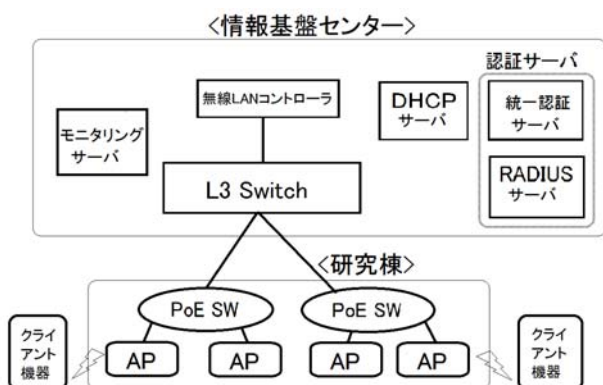 <情報基盤センター>
認証サーバ
無線LANコントローラ
DHCP
サーバ
統一認証
サーバ
モニタリング
サーバ
L3 Switch
RADIUS
サーバ
<研究棟>
PoE SW
PoE SW
クライ
アント
機器
AP
AP
AP
AP
クライ
アント
機器